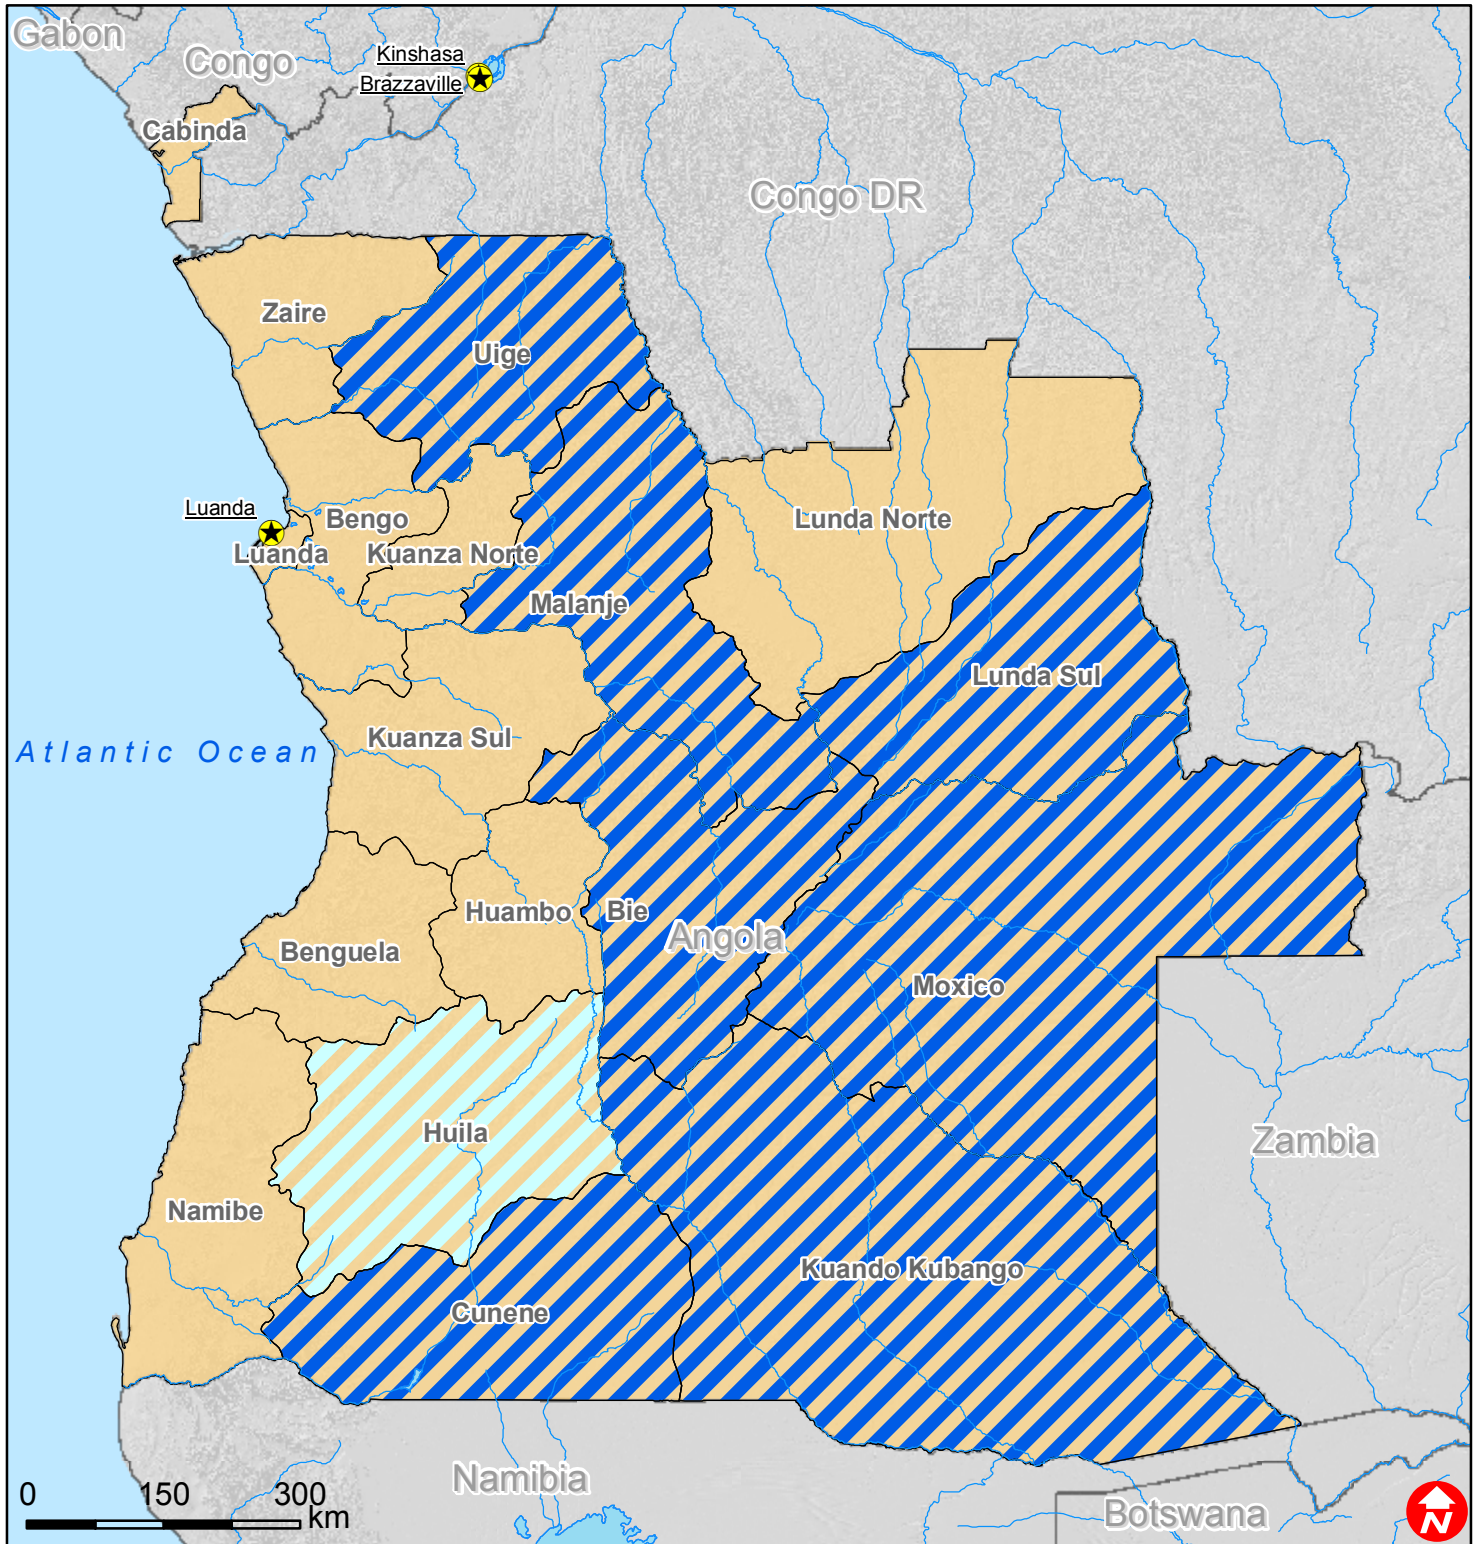 Gabon
Congo
Kinshasa
Brazzaville
Cabinda
Congo DR
Zaire
Uige
Luanda
Bengo
Lunda Norte
Luanda
Kuanza Norte
Malanje
Lunda Sul
Kuanza Sul
Atlantic Ocean
Huambo
Bie
Angola
Benguela
Moxico
Huila
Zambia
Namibe
Kuando Kubango
Cunene
Namibia
0 150 300
km
Botswana
N